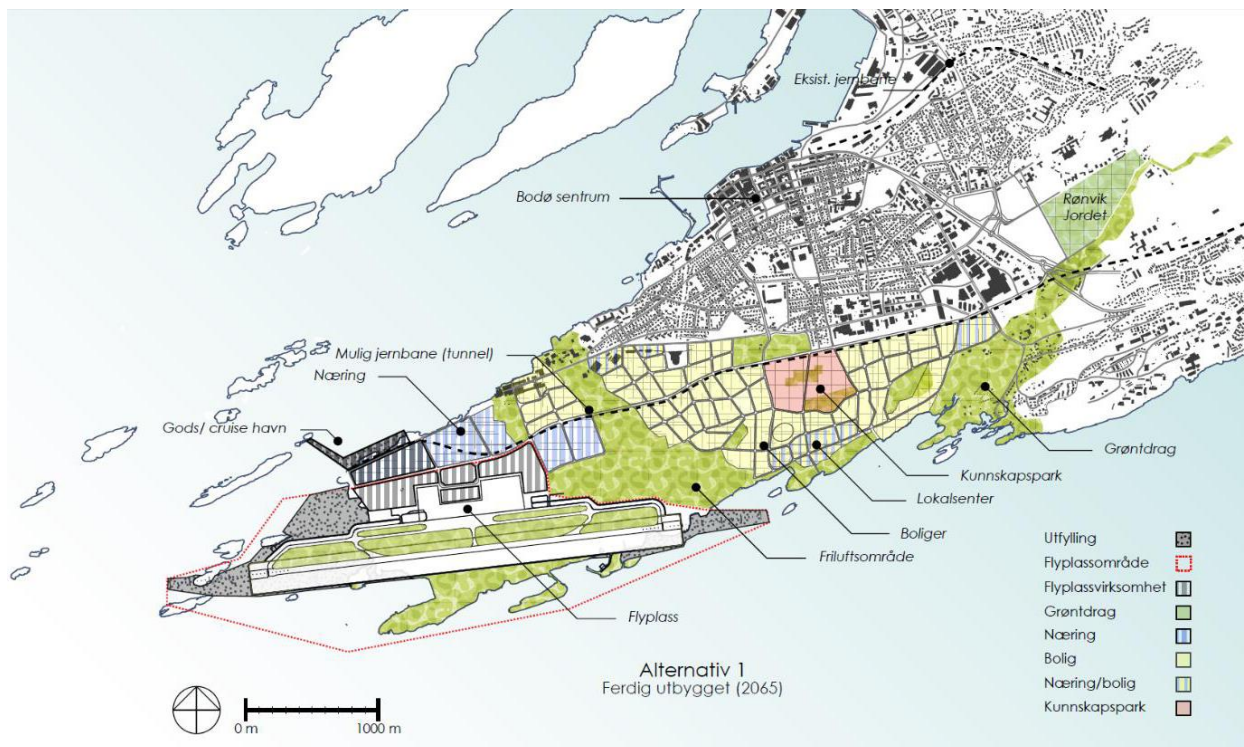 Eksist. jernbane
Bodø sentrum
Rønvik
Jordet
Mulig jernbane (tunnel)
Næring
Gods/ cruise havn
Grøntdrag
Kunnskapspark
Lokalsenter
Boliger
Friluftsområde
Flyplass
Utfylling
Flyplassområde
Flyplassvirksomhet
Grøntdrag
Næring
Bolig
Næring/bolig
Kunnskapspark
Alternativ 1
Ferdig utbygget (2065)
0 m
1000 m